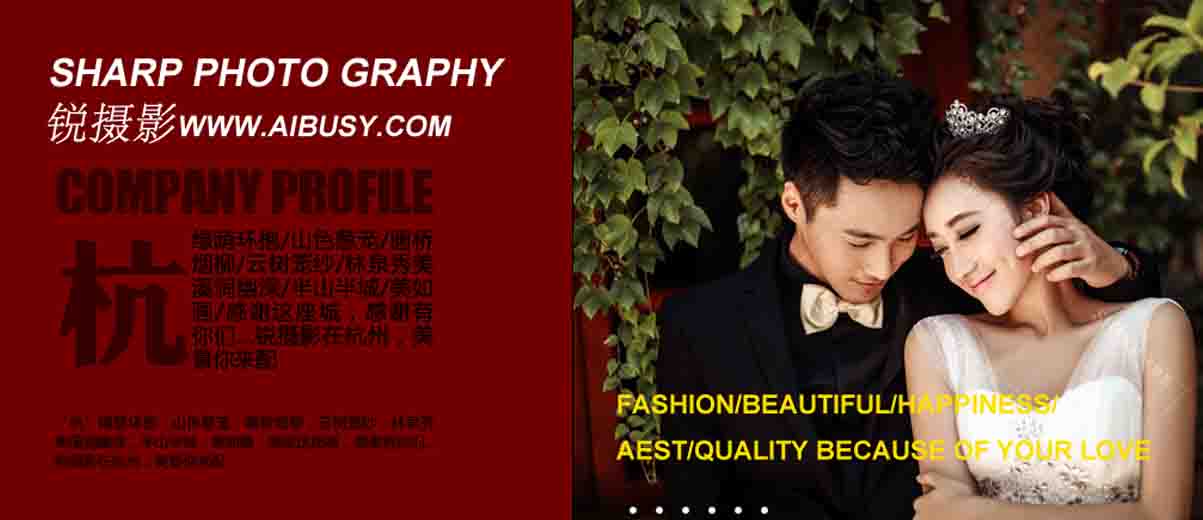 SHARP PHOTO GRAPHY
锐摄影WWW.AIBUSY.COM
COMPANY PROFILE
杭
绿荫环抱/山色葱茏/画桥
烟柳/云树笼纱/林泉秀美
溪涧幽深/半山半城/美如
画/感谢这座城，感谢有
你们...锐摄影在杭州，美
景你来配
FASHION/BEAUTIFUL/HAPPINESS/
AEST/QUALITY BECAUSE OF YOUR LOVE